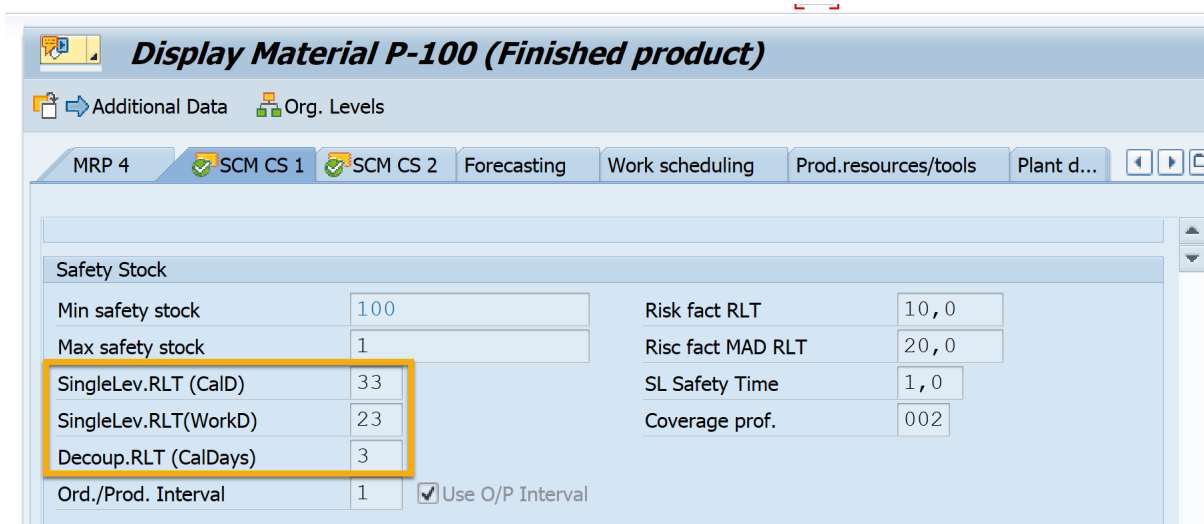 Display Material P-100 (Finished product)
Additional Data Org. Levels
MRP 4 SCM CS 1 SCM CS 2 Forecasting Work scheduling Prod.resources/tools Plant d...
Safety Stock
Min safety stock 100 Risk fact RLT 10,0
Max safety stock 1 Risc fact MAD RLT 20,0
SingleLev.RLT (CalD) 33 SL Safety Time 1,0
SingleLev.RLT(WorkD) 23 Coverage prof. 002
Decoup.RLT (CalDays) 3
Ord./Prod. Interval 1 Use O/P Interval